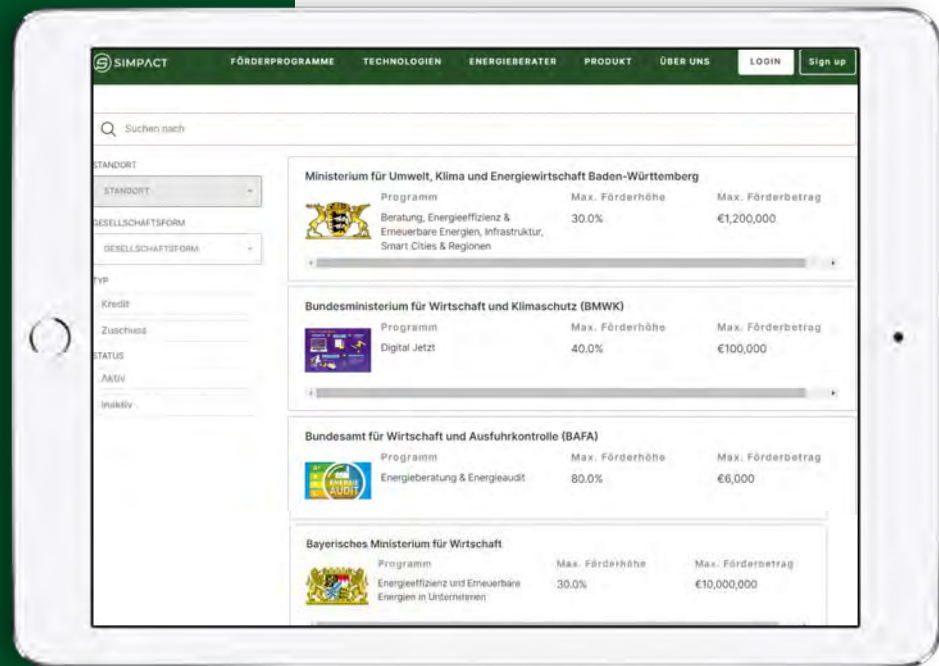 SIMPACT FÖRDERPROGRAMME TECHNOLOGIEN ENERGIEBERATER PRODUKT ÜBER UNS LOGIN Sign up
Suchen nach
STANDORT
STANDORT
GESELLSCHAFTSFORM
GESELLSCHAFTSFORM
TYP
Kredit
Zuschuss
STATUS
Aktiv
Inaktiv
Ministerium für Umwelt, Klima und Energiewirtschaft Baden-Württemberg
Programm Max. Förderhöhe Max. Förderbetrag
Beratung, Energieeffizienz & 30.0% €1,200,000
Erneuerbare Energien, Infrastruktur,
Smart Cities & Regionen
Bundesministerium für Wirtschaft und Klimaschutz (BMWK)
Programm Max. Förderhöhe Max. Förderbetrag
Digital Jetzt 40.0% €100,000
Bundesamt für Wirtschaft und Ausfuhrkontrolle (BAFA)
Programm Max. Förderhöhe Max. Förderbetrag
ENERGIE
AUDIT
Energieberatung & Energieaudit 80.0% €6,000
Bayerisches Ministerium für Wirtschaft
Programm Max. Förderhöhe Max. Förderbetrag
Energieeffizienz und Erneuerbare 30.0% €10,000,000
Energien in Unternehmen